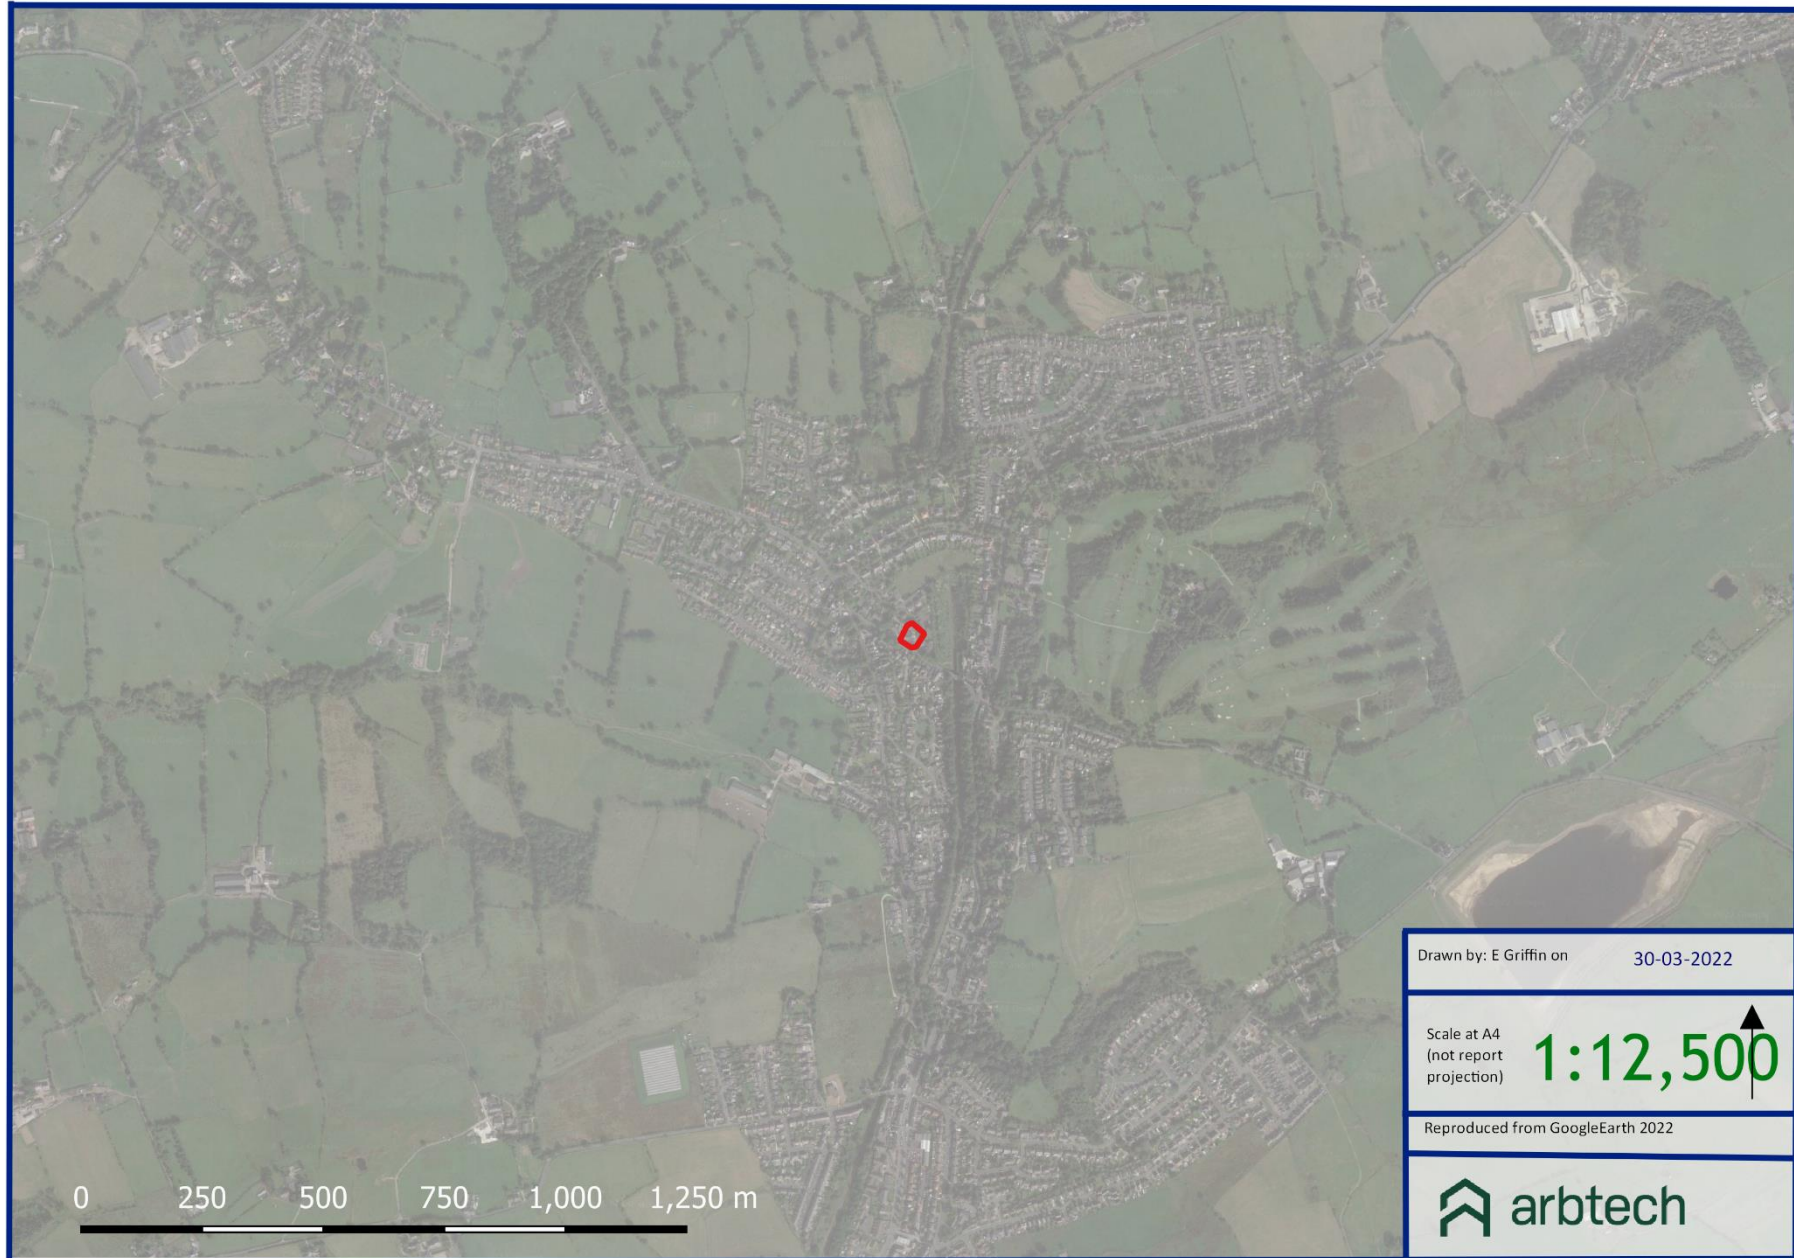 Drawn by: E Griffin on 30-03-2022
Scale at A4
(not report
projection)
1:12,500
Reproduced from GoogleEarth 2022
arbtech
0 250 500 750 1,000 1,250 m